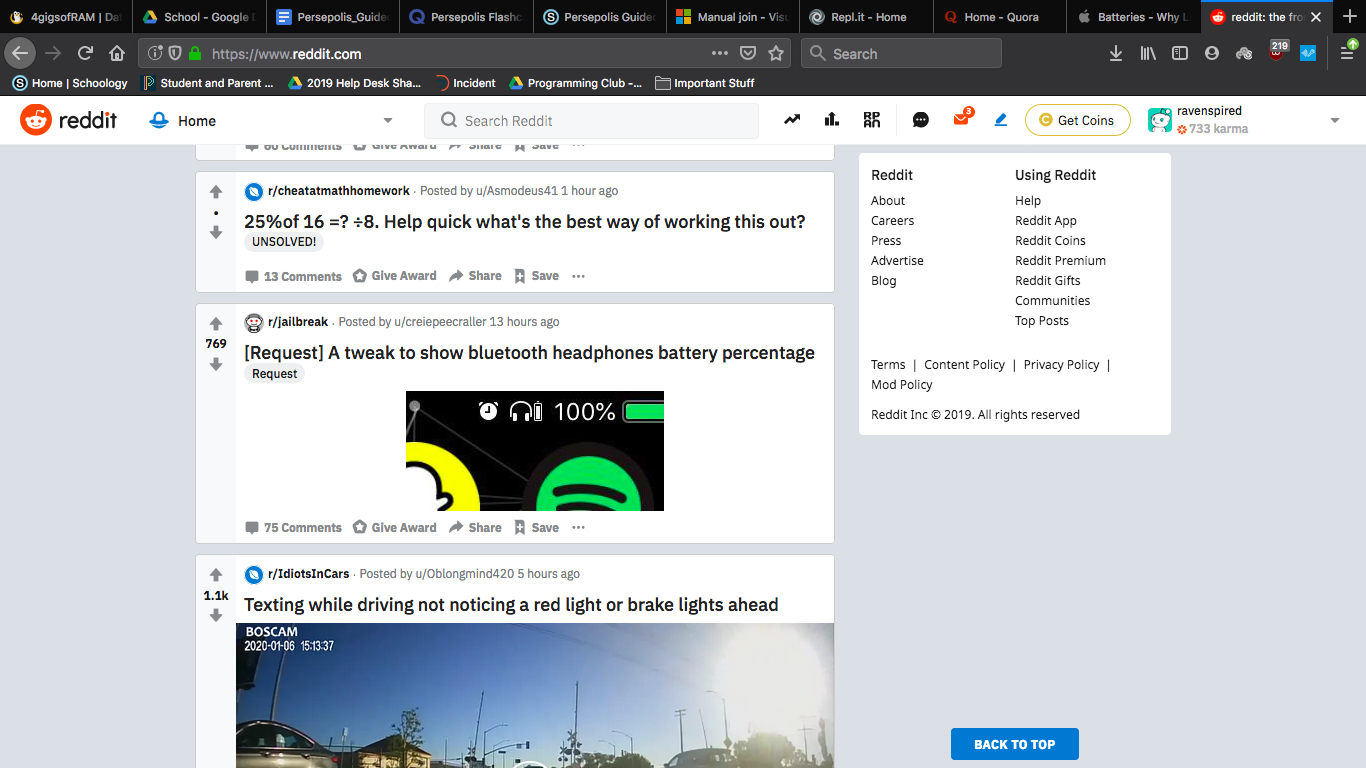 4gigsofRAM | Da
School - Google D
Persepolis_Guide
Persepolis Flashc
Persepolis Guide
Manual join - Vis
Repl.it - Home
Home - Quora
Batteries - Why L
reddit: the fro
https://www.reddit.com
Search
219
Home | Schoology
Student and Parent ...
2019 Help Desk Sha...
Incident
Programming Club -...
Important Stuff
reddit
Home
Search Reddit
3
Get Coins
ravenspired
733 karma
60 Comments Give Award Share Save
r/cheatatmathhomework · Posted by u/Asmodeus41 1 hour ago
25%of 16 =? ÷8. Help quick what's the best way of working this out?
UNSOLVED!
13 Comments Give Award Share Save
r/jailbreak · Posted by u/creiepeecraller 13 hours ago
769
[Request] A tweak to show bluetooth headphones battery percentage
Request
100%
75 Comments Give Award Share Save
r/IdiotsInCars · Posted by u/Oblongmind420 5 hours ago
1.1k
Texting while driving not noticing a red light or brake lights ahead
BOSCAM
2020-01-06 15:13:37
Reddit
About
Careers
Press
Advertise
Blog
Using Reddit
Help
Reddit App
Reddit Coins
Reddit Premium
Reddit Gifts
Communities
Top Posts
Terms | Content Policy | Privacy Policy |
Mod Policy
Reddit Inc © 2019. All rights reserved
BACK TO TOP